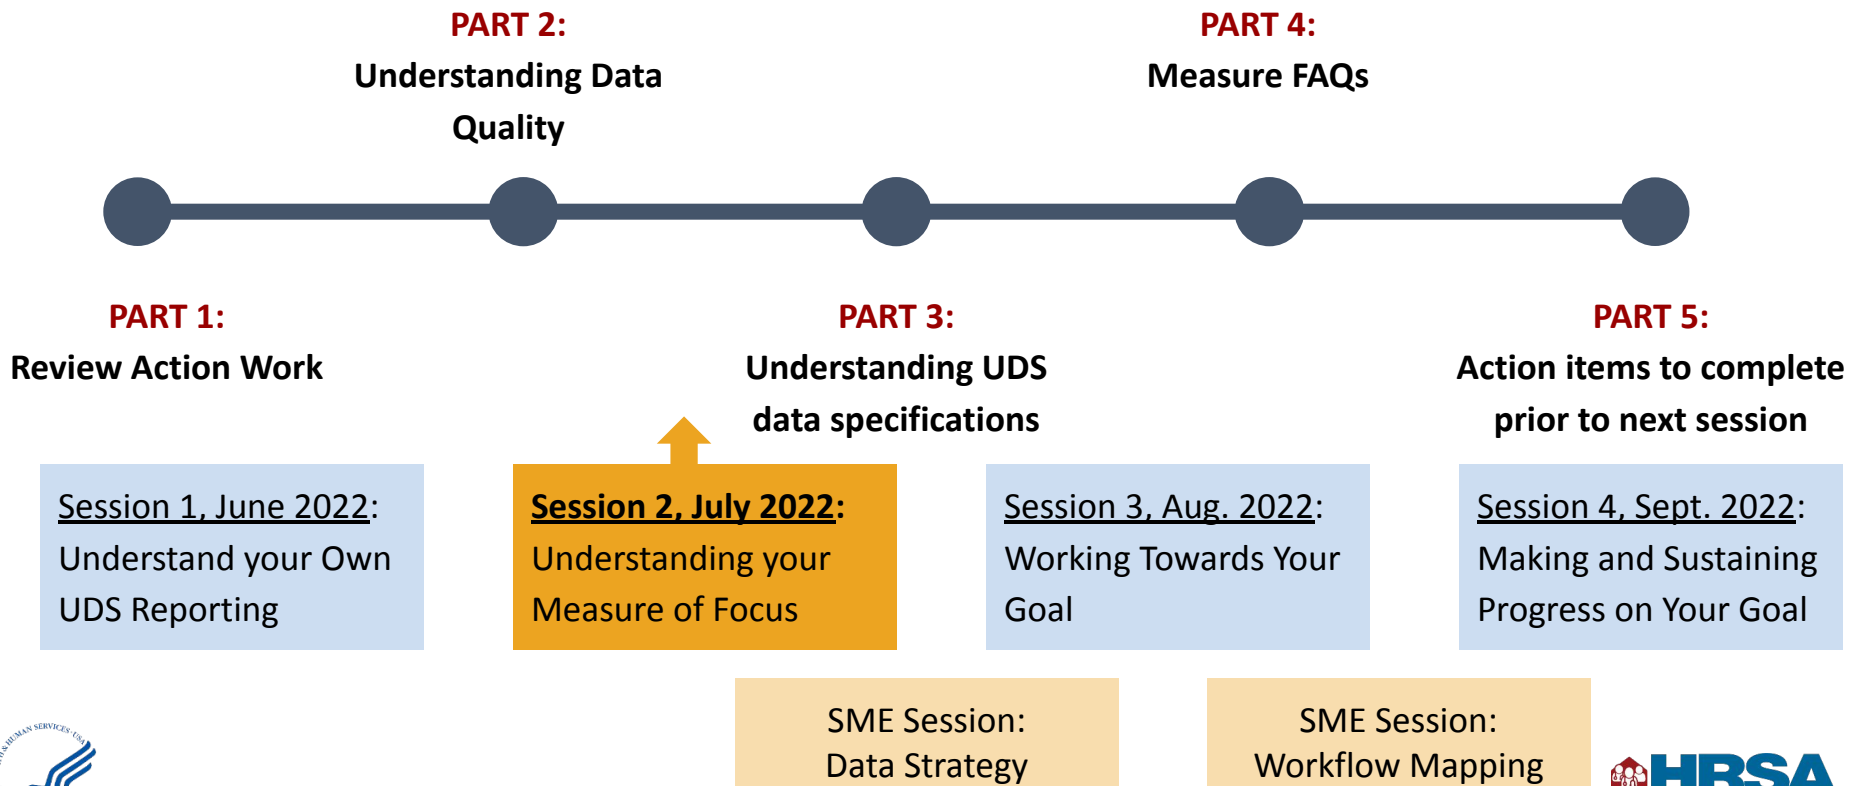 PART 2:
Understanding Data
Quality
PART 4:
Measure FAQs
PART 1:
Review Action Work
PART 3:
Understanding UDS
data specifications
PART 5:
Action items to complete
prior to next session
Session 1, June 2022:
Understand your Own
UDS Reporting
Session 2, July 2022:
Understanding your
Measure of Focus
Session 3, Aug. 2022:
Working Towards Your
Goal
Session 4, Sept. 2022:
Making and Sustaining
Progress on Your Goal
SME Session:
Data Strategy
SME Session:
Workflow Mapping
& HUMAN SERVICES · USA
HRSA